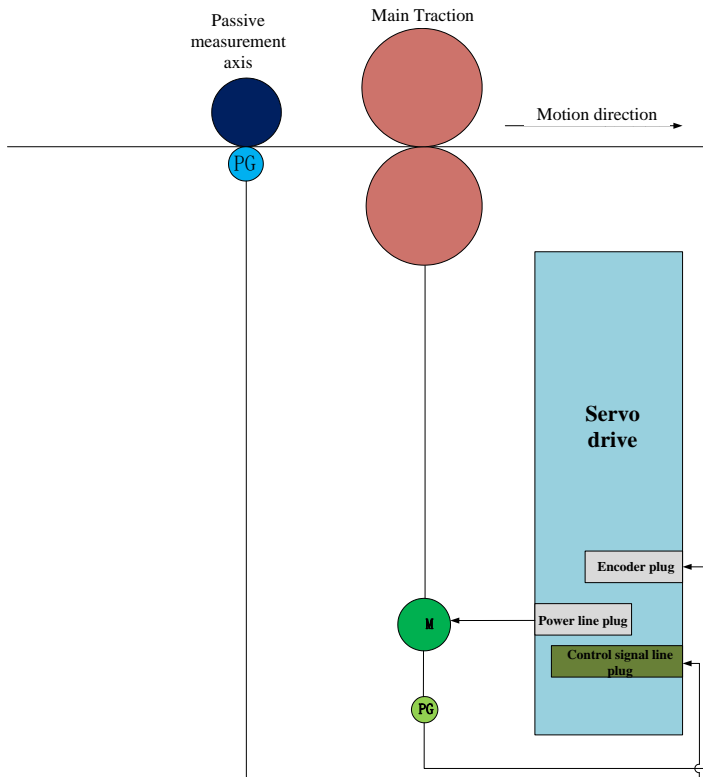 Passive
measurement
axis
Main Traction
Motion direction
PG
Servo
drive
Encoder plug
Power line plug
M
Control signal line
plug
PG